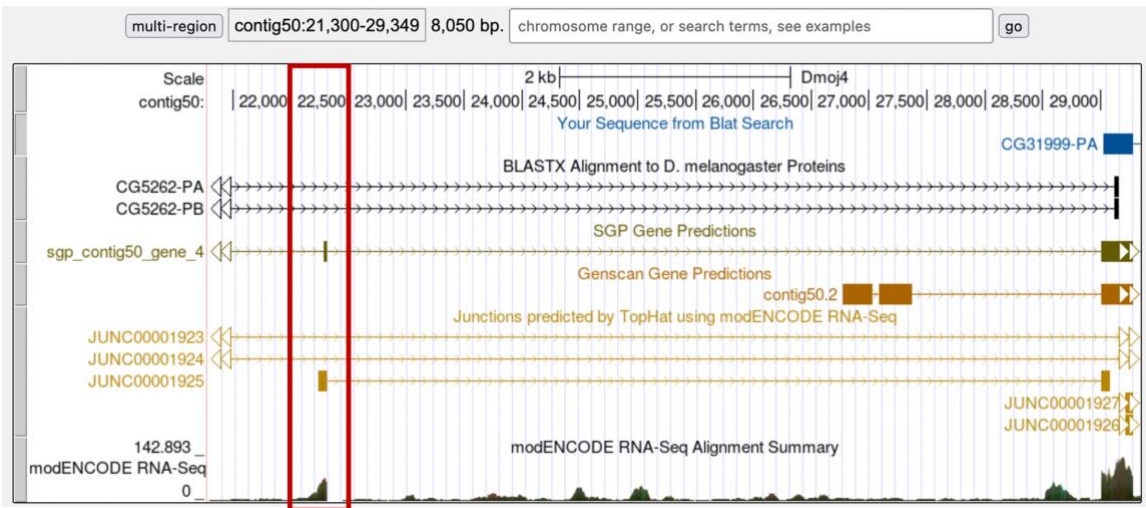 multi-region contig50:21,300-29,349 8,050 bp. chromosome range, or search terms, see examples go
Scale 2 kb Dmoj4
contig50: 22,000 22,500 23,000 23,500 24,000 24,500 25,000 25,500 26,000 26,500 27,000 27,500 28,000 28,500 29,000
Your Sequence from Blat Search
CG31999-PA
BLASTX Alignment to D. melanogaster Proteins
CG5262-PA
CG5262-PB
SGP Gene Predictions
sgp_contig50_gene_4
Genscan Gene Predictions
contig50.2
Junctions predicted by TopHat using modENCODE RNA-Seq
JUNC00001923
JUNC00001924
JUNC00001925
JUNC00001927
JUNC00001926
142.893 _ modENCODE RNA-Seq Alignment Summary
modENCODE RNA-Seq
0 _